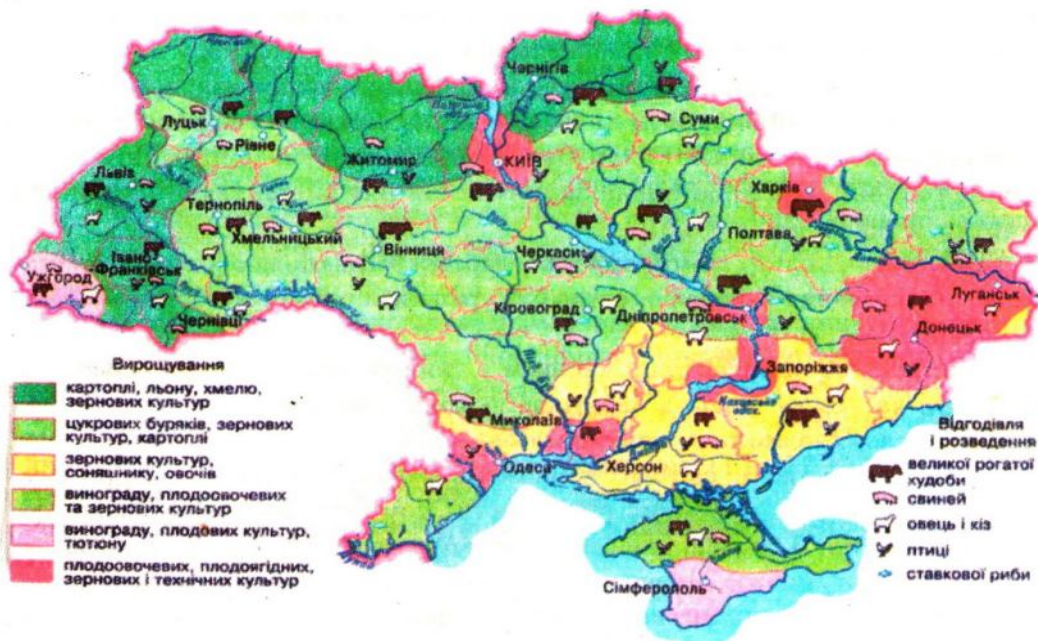 Чернігів
Суми
Луцьк
Рівне
Житомир
КИЇВ
Львів
Харків
Тернопіль
Хмельницький
Вінниця
Черкаси
Полтава
Івано-
Франківськ
Ужгород
Чернівці
Кіровоград
Дніпропетровськ
Луганськ
Донецьк
Запоріжжя
Миколаїв
Одеса
Херсон
Дніпро
Сімферополь
Вирощування
картоплі, льону, хмелю,
зернових культур
цукрових буряків, зернових
культур, картоплі
зернових культур,
соняшнику, овочів
винограду, плодоовочевих
та зернових культур
винограду, плодових культур,
тютюну
плодоовочевих, плодоягідних,
зернових і технічних культур
Відгодівля
і розведення
великої рогатої
худоби
свиней
овець і кіз
птиці
ставкової риби